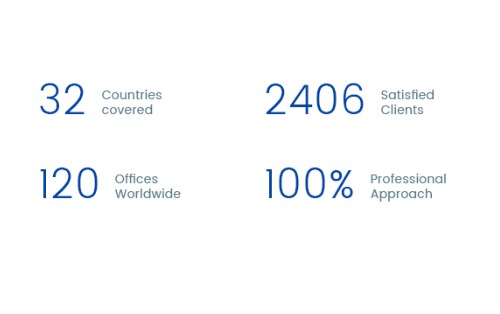 32 Countries
covered
2406 Satisfied
Clients
120 Offices
Worldwide
100% Professional
Approach